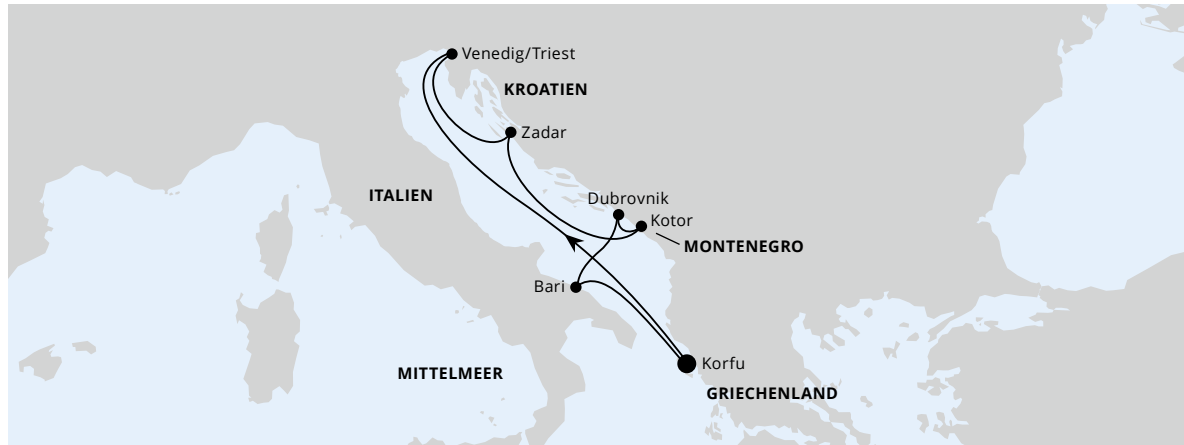 Venedig/Triest
KROATIEN
Zadar
ITALIEN
Dubrovnik
Kotor
MONTENEGRO
Bari
Korfu
MITTELMEER
GRIECHENLAND